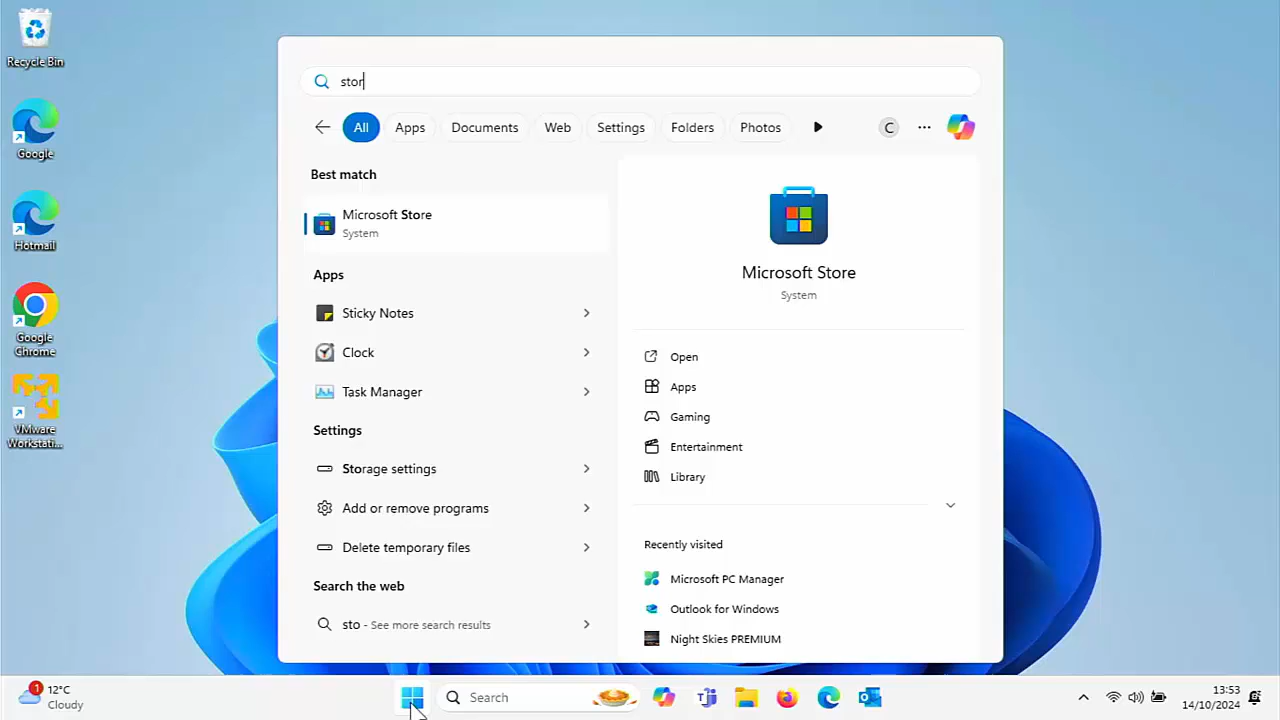 Recycle Bin
Google
Hotmail
Google
Chrome
VMware
Workstati...
stor
All
Apps
Documents
Web
Settings
Folders
Photos
C
...
Best match
Microsoft Store
System
Apps
Sticky Notes
Clock
Task Manager
Settings
Storage settings
Add or remove programs
Delete temporary files
Search the web
sto - See more search results
Microsoft Store
System
Open
Apps
Gaming
Entertainment
Library
Recently visited
Microsoft PC Manager
Outlook for Windows
Night Skies PREMIUM
1
12°C
Cloudy
Search
13:53
14/10/2024